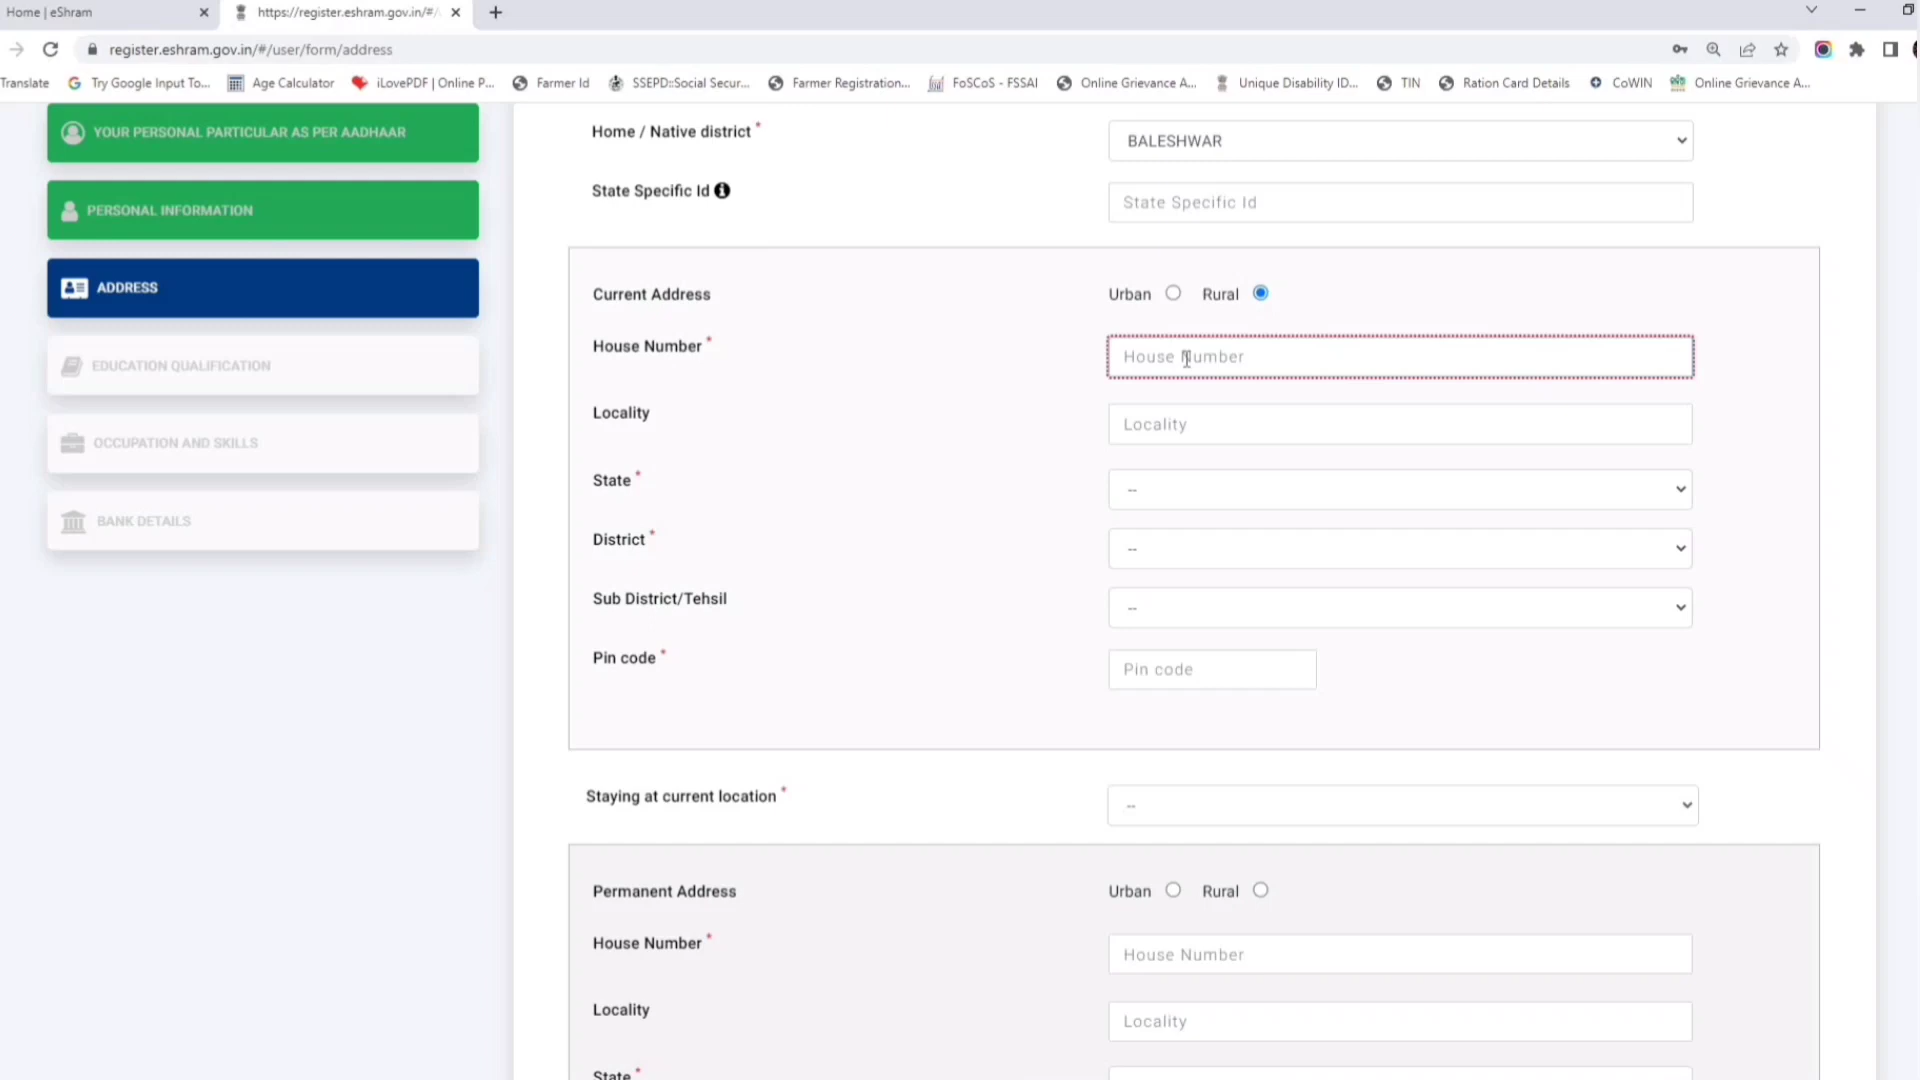 Home | eShram
https://register.eshram.gov.in/#/
register.eshram.gov.in/#/user/form/address
Translate
Try Google Input To...
Age Calculator
iLovePDF | Online P...
Farmer Id
SSEPD::Social Secur...
Farmer Registration...
FoSCoS - FSSAI
Online Grievance A...
Unique Disability ID...
TIN
Ration Card Details
CoWIN
Online Grievance A...
YOUR PERSONAL PARTICULAR AS PER AADHAAR
PERSONAL INFORMATION
ADDRESS
EDUCATION QUALIFICATION
OCCUPATION AND SKILLS
BANK DETAILS
Home / Native district *
BALESHWAR
State Specific Id
State Specific Id
Current Address
Urban Rural
House Number *
House Number
Locality
Locality
State *
--
District *
--
Sub District/Tehsil
--
Pin code *
Pin code
Staying at current location *
--
Permanent Address
Urban Rural
House Number *
House Number
Locality
Locality
State *